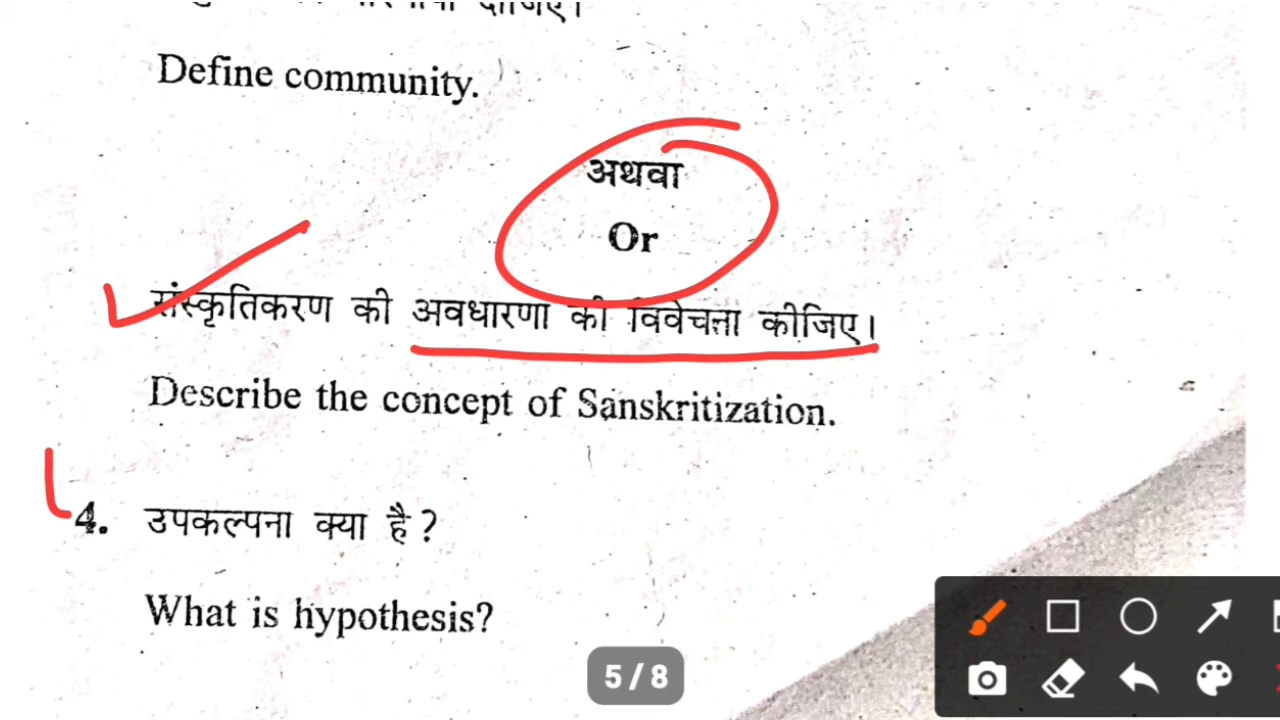 Define community.
अथवा
Or
संस्कृतिकरण की अवधारणा की विवेचना कीजिए।
Describe the concept of Sanskritization.
4. उपकल्पना क्या है ?
What is hypothesis?
5 / 8